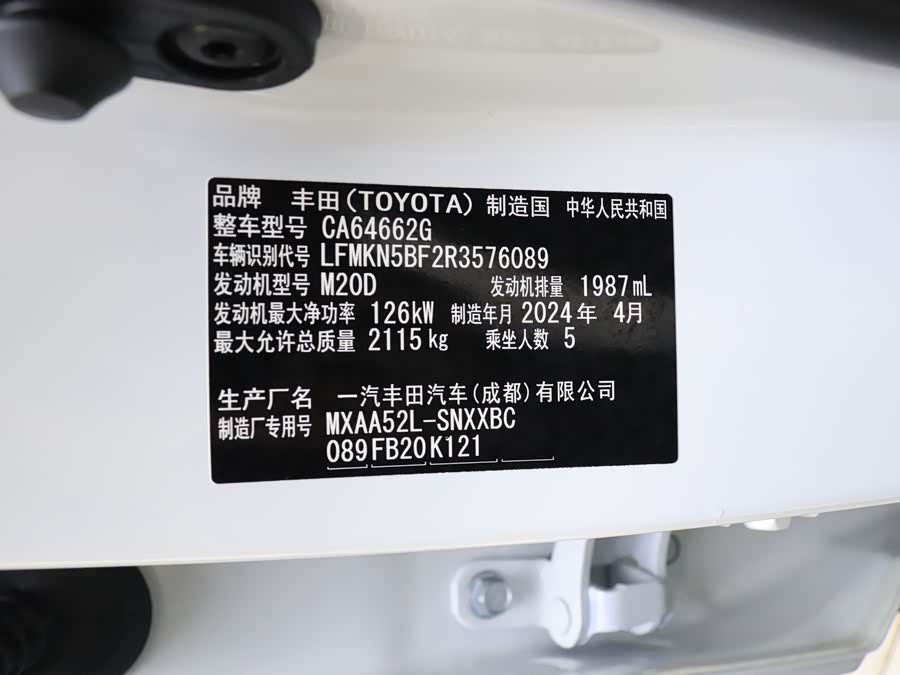 品牌 丰田(TOYOTA) 制造国 中华人民共和国
整车型号 CA64662G
车辆识别代号 LFMKN5BF2R3576089
发动机型号 M20D 发动机排量 1987mL
发动机最大净功率 126kW 制造年月 2024年 4月
最大允许总质量 2115kg 乘坐人数 5
生产厂名 一汽丰田汽车(成都)有限公司
制造厂专用号 MXAA52L-SNXXBC
089FB20K121